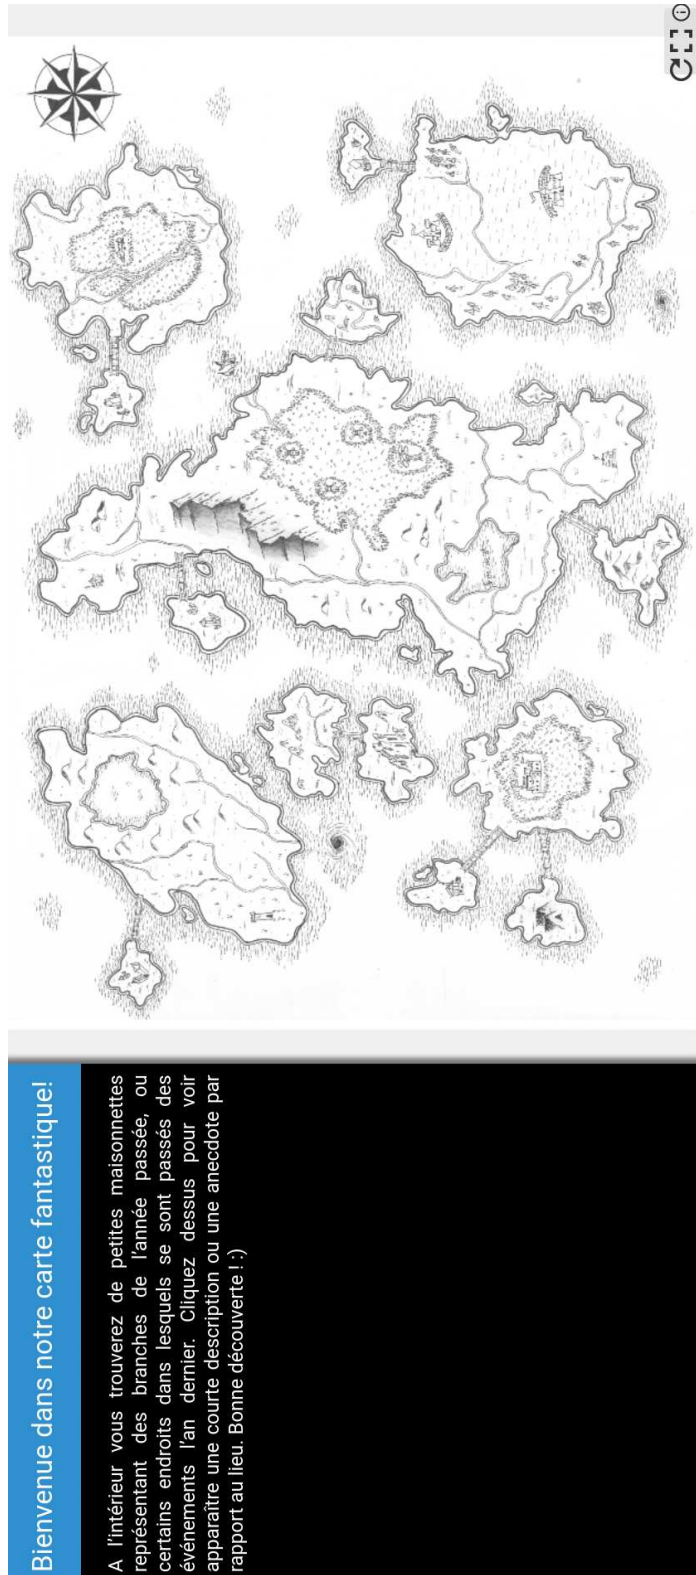 Bienvenue dans notre carte fantastique!
A l'intérieur vous trouverez de petites maisonnettes
représentant des branches de l'année passée, ou
certains endroits dans lesquels se sont passés des
événements l'an dernier. Cliquez dessus pour voir
apparaître une courte description ou une anecdote par
rapport au lieu. Bonne découverte ! :)